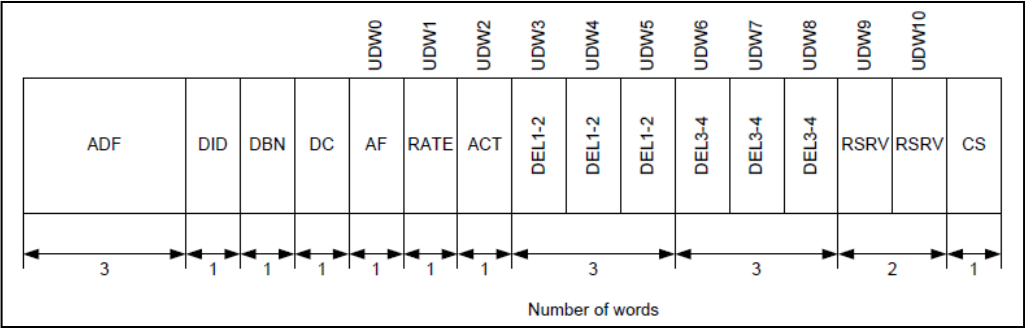 UDW0 UDW1 UDW2 UDW3 UDW4 UDW5 UDW6 UDW7 UDW8 UDW9 UDW10
ADF DID DBN DC AF RATE ACT DEL1-2 DEL1-2 DEL1-2 DEL3-4 DEL3-4 DEL3-4 RSRV RSRV CS
3 1 1 1 1 1 1 3 3 2 1
Number of words